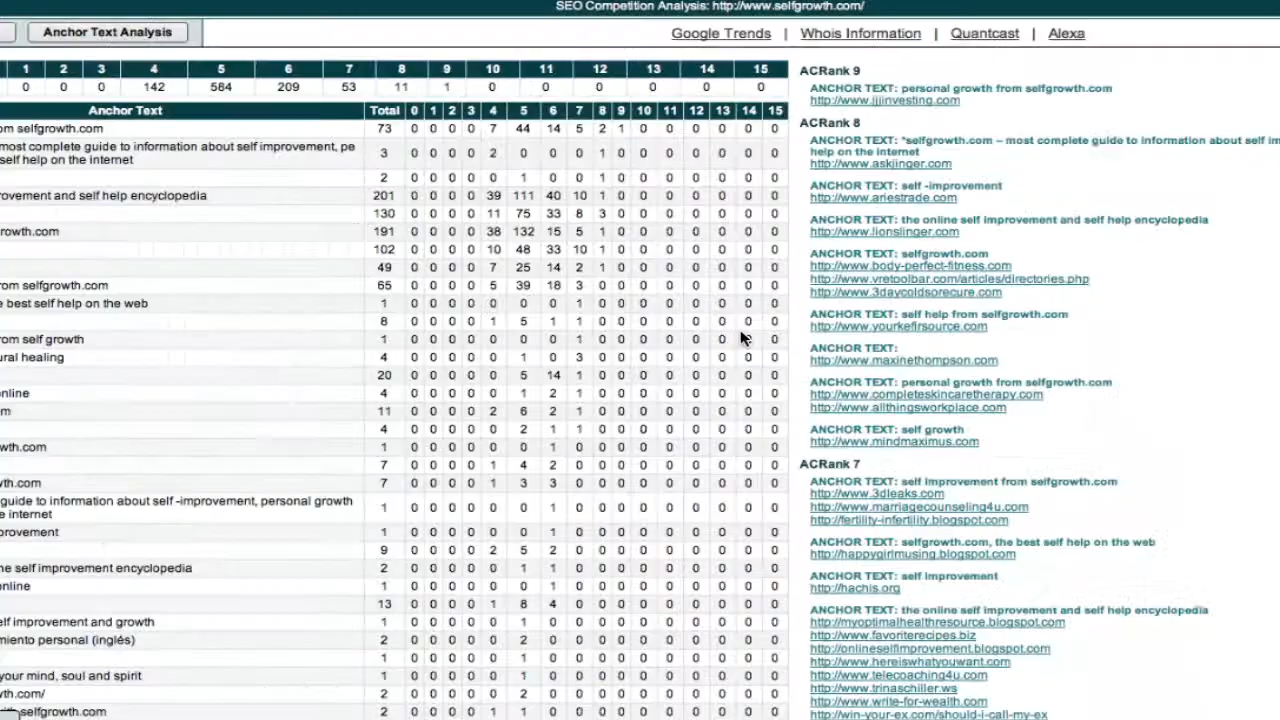 SEO Competition Analysis: http://www.selfgrowth.com/
Anchor Text Analysis
Google Trends | Whois Information | Quantcast | Alexa
1 2 3 4 5 6 7 8 9 10 11 12 13 14 15
0 0 0 142 584 209 53 11 1 0 0 0 0 0 0
Anchor Text Total 0 1 2 3 4 5 6 7 8 9 10 11 12 13 14 15
om selfgrowth.com 73 0 0 0 0 7 44 14 5 2 1 0 0 0 0 0 0
most complete guide to information about self improvement, pe
self help on the internet 3 0 0 0 0 2 0 0 0 1 0 0 0 0 0 0 0
2 0 0 0 0 0 1 0 0 1 0 0 0 0 0 0 0
rovement and self help encyclopedia 201 0 0 0 0 39 111 40 10 1 0 0 0 0 0 0 0
130 0 0 0 0 11 75 33 8 3 0 0 0 0 0 0 0
rowth.com 191 0 0 0 0 38 132 15 5 1 0 0 0 0 0 0 0
102 0 0 0 0 10 48 33 10 1 0 0 0 0 0 0 0
49 0 0 0 0 7 25 14 2 1 0 0 0 0 0 0 0
rom selfgrowth.com 65 0 0 0 0 5 39 18 3 0 0 0 0 0 0 0 0
e best self help on the web 1 0 0 0 0 0 0 0 1 0 0 0 0 0 0 0 0
8 0 0 0 0 1 5 1 1 0 0 0 0 0 0 0 0
rom self growth 1 0 0 0 0 0 0 0 1 0 0 0 0 0 0 0
ural healing 4 0 0 0 0 0 1 0 3 0 0 0 0 0 0 0 0
20 0 0 0 0 0 5 14 1 0 0 0 0 0 0 0 0
online 4 0 0 0 0 0 1 2 1 0 0 0 0 0 0 0 0
m 11 0 0 0 0 2 6 2 1 0 0 0 0 0 0 0 0
4 0 0 0 0 0 2 1 1 0 0 0 0 0 0 0 0
wth.com 1 0 0 0 0 0 0 1 0 0 0 0 0 0 0 0 0
7 0 0 0 0 1 4 2 0 0 0 0 0 0 0 0 0
vth.com 7 0 0 0 0 1 3 3 0 0 0 0 0 0 0 0 0
guide to information about self -improvement, personal growth
e internet 1 0 0 0 0 0 0 1 0 0 0 0 0 0 0 0 0
provement 1 0 0 0 0 0 0 1 0 0 0 0 0 0 0 0 0
9 0 0 0 0 2 5 2 0 0 0 0 0 0 0 0 0
ne self improvement encyclopedia 2 0 0 0 0 0 1 1 0 0 0 0 0 0 0 0 0
online 1 0 0 0 0 0 0 1 0 0 0 0 0 0 0 0 0
13 0 0 0 0 1 8 4 0 0 0 0 0 0 0 0 0
elf improvement and growth 1 0 0 0 0 0 1 0 0 0 0 0 0 0 0 0 0
miento personal (inglés) 2 0 0 0 0 0 2 0 0 0 0 0 0 0 0 0 0
1 0 0 0 0 0 1 0 0 0 0 0 0 0 0 0 0
your mind, soul and spirit 1 0 0 0 0 0 1 0 0 0 0 0 0 0 0 0 0
vth.com/ 2 0 0 0 0 0 2 0 0 0 0 0 0 0 0 0 0
selfgrowth.com 2 0 0 0 0 1 1 0 0 0 0 0 0 0 0 0 0
ACRank 9
ANCHOR TEXT: personal growth from selfgrowth.com
http://www.jjinvesting.com
ACRank 8
ANCHOR TEXT: "selfgrowth.com – most complete guide to information about self im
help on the internet
http://www.askjinger.com
ANCHOR TEXT: self -improvement
http://www.ariestrade.com
ANCHOR TEXT: the online self improvement and self help encyclopedia
http://www.lionslinger.com
ANCHOR TEXT: selfgrowth.com
http://www.body-perfect-fitness.com
http://www.vretoolbar.com/articles/directories.php
http://www.3daycoldsorecure.com
ANCHOR TEXT: self help from selfgrowth.com
http://www.yourkefirsource.com
ANCHOR TEXT:
http://www.maxinethompson.com
ANCHOR TEXT: personal growth from selfgrowth.com
http://www.completeskincaretherapy.com
http://www.allthingsworkplace.com
ANCHOR TEXT: self growth
http://www.mindmaximus.com
ACRank 7
ANCHOR TEXT: self improvement from selfgrowth.com
http://www.3dleaks.com
http://www.marriagecounseling4u.com
http://fertility-infertility.blogspot.com
ANCHOR TEXT: selfgrowth.com, the best self help on the web
http://happygirlmusing.blogspot.com
ANCHOR TEXT: self improvement
http://hachis.org
ANCHOR TEXT: the online self improvement and self help encyclopedia
http://myoptimalhealthresource.blogspot.com
http://www.favoriterecipes.biz
http://onlineselfimprovement.blogspot.com
http://www.hereiswhatyouwant.com
http://www.telecoaching4u.com
http://www.trinaschiller.ws
http://www.write-for-wealth.com
http://win-your-ex.com/should-i-call-my-ex